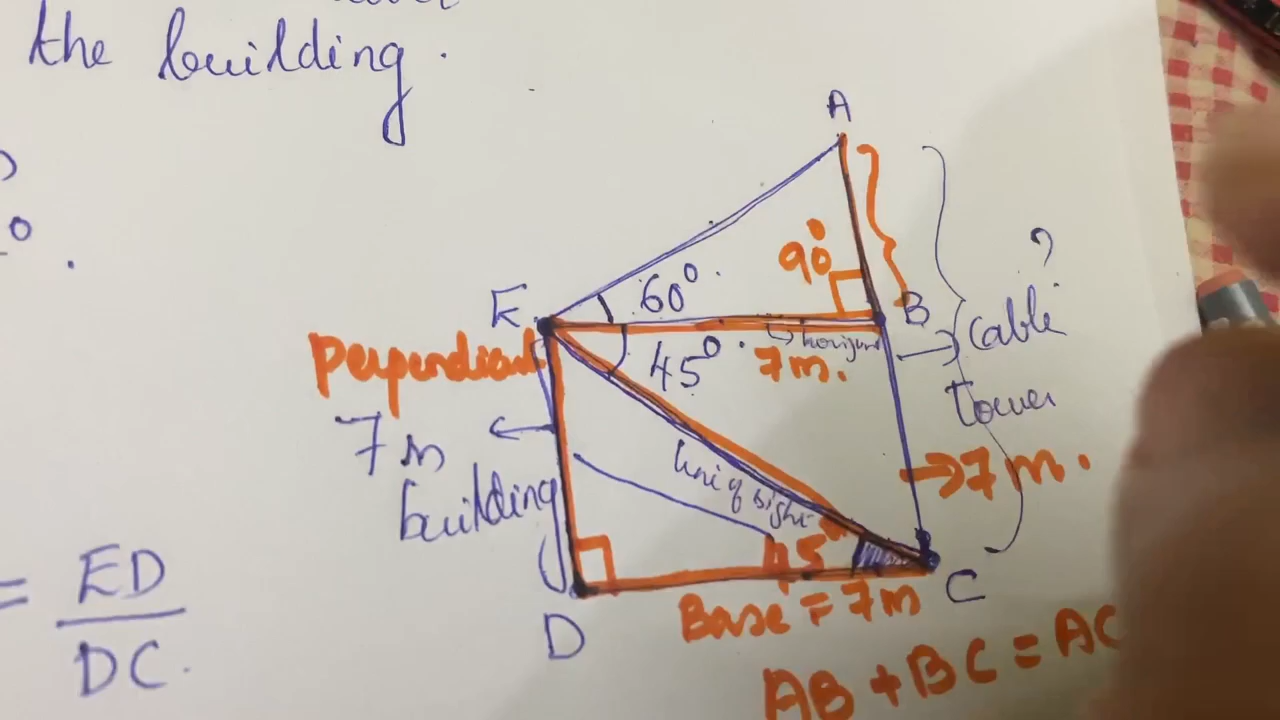 the building.
A
90°
?
E
60°
B
Cable
45°
horizon
7m.
Tower
Perpendicular
7m
building
line of sight
→7m.
45°
= ED
DC.
D
Base = 7m
C
AB + BC = AC